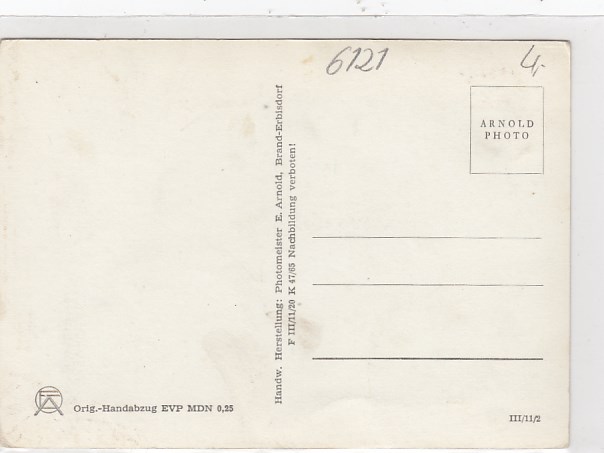 6121
4,-
ARNOLD
PHOTO
Handw. Herstellung: Photomeister E. Arnold, Brand-Erbisdorf
F III/11/20 K 47/65 Nachbildung verboten!
Orig.-Handabzug EVP MDN 0,25
III/11/2